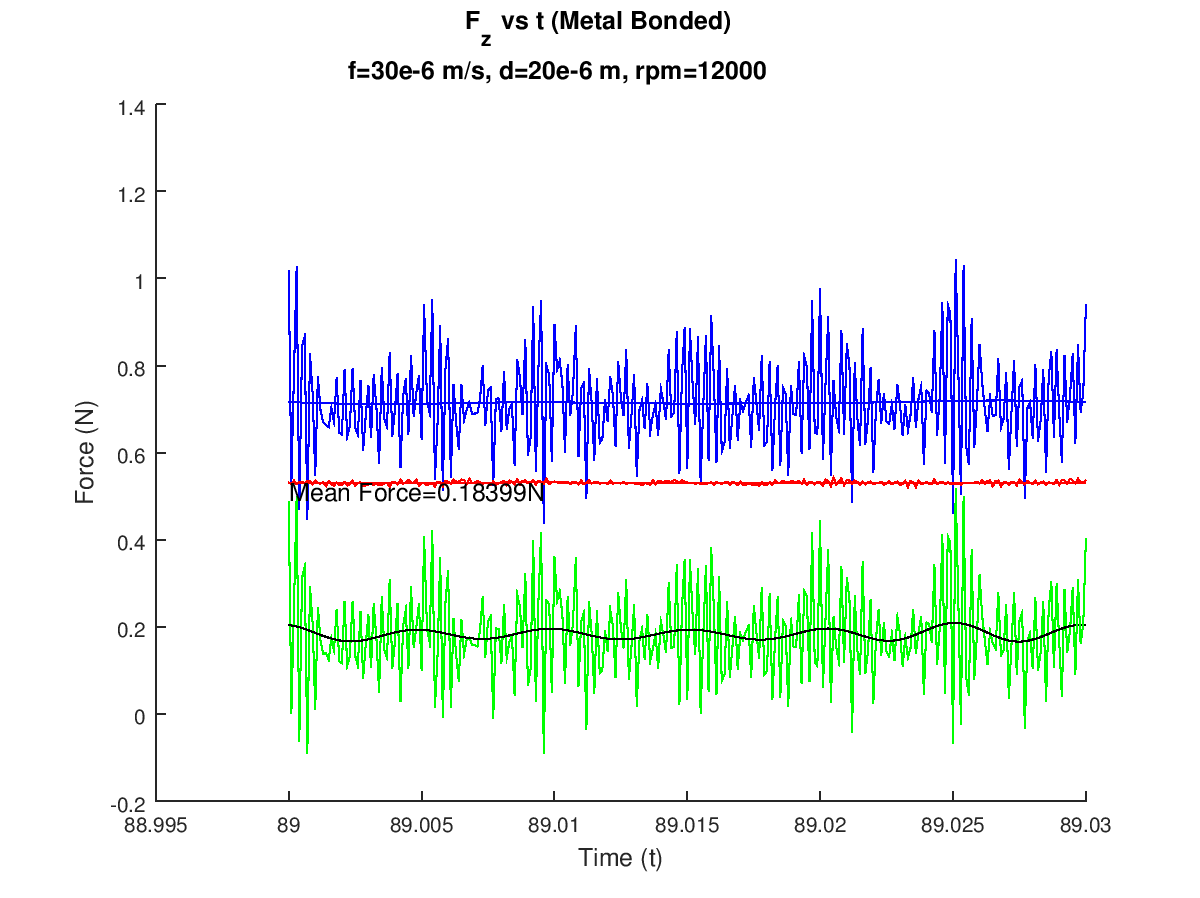 F_z vs t (Metal Bonded)
f=30e-6 m/s, d=20e-6 m, rpm=12000
1.4
1.2
1
0.8
0.6
0.4
0.2
0
-0.2
Force (N)
Mean Force=0.18399N
88.995 89 89.005 89.01 89.015 89.02 89.025 89.03
Time (t)